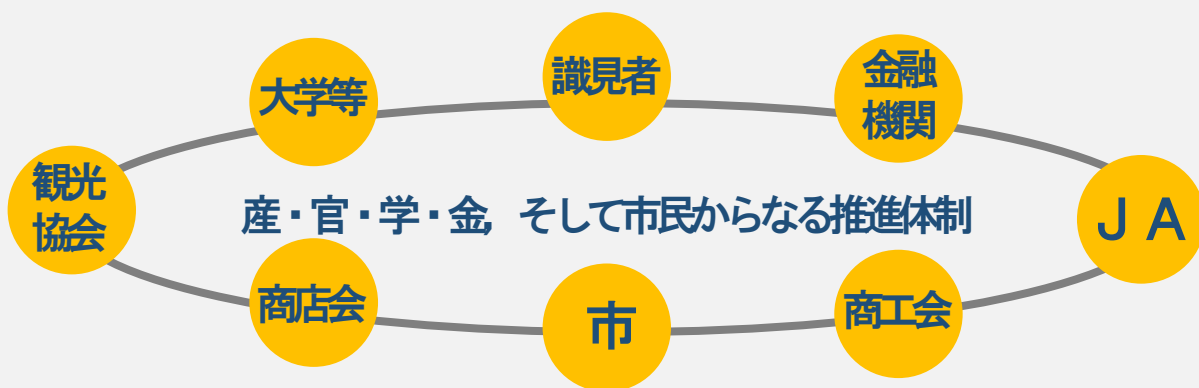 識見者
大学等
金融
機関
観光
協会
産・官・学・金，そして市民からなる推進体制
ＪＡ
商店会
市
商工会